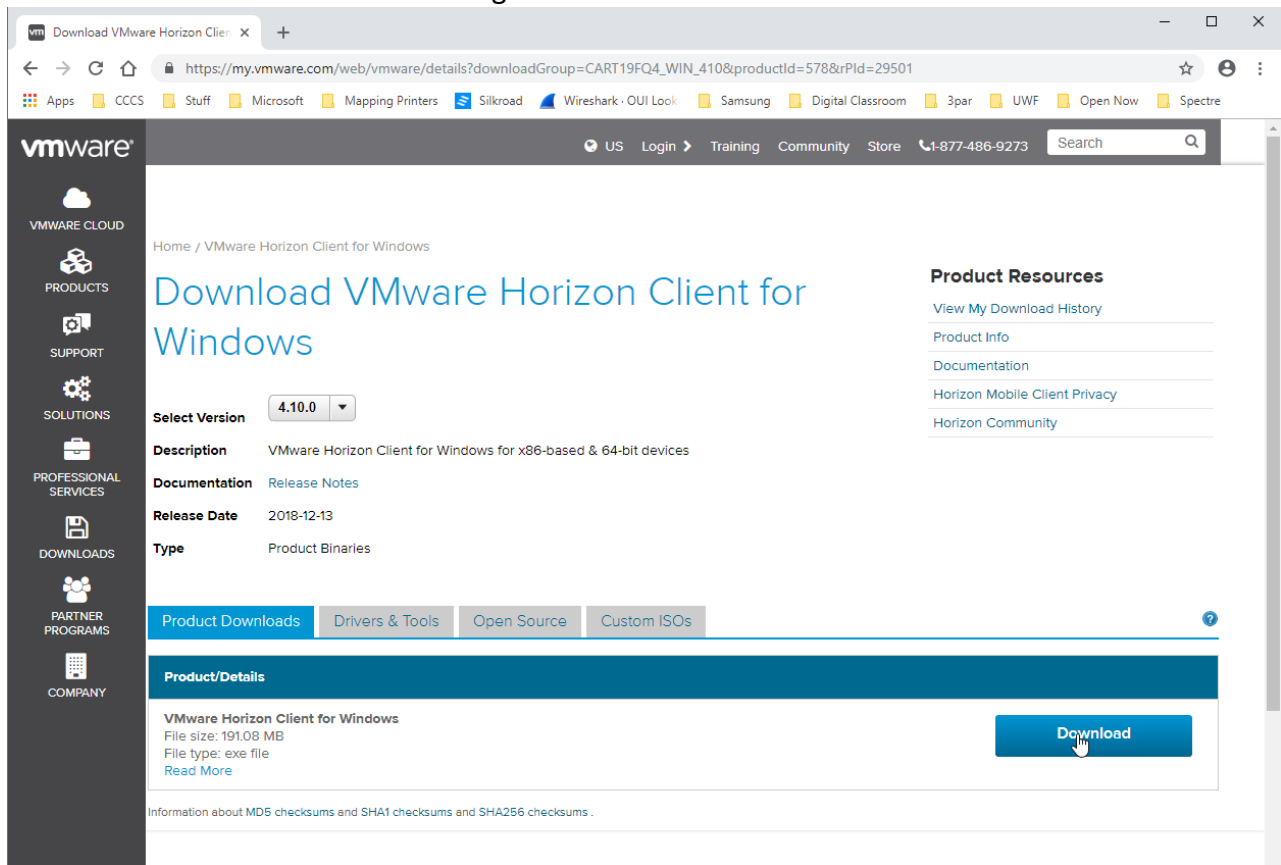 g
Download VMware Horizon Clien
https://my.vmware.com/web/vmware/details?downloadGroup=CART19FQ4_WIN_410&productId=578&rPId=29501
Apps CCCS Stuff Microsoft Mapping Printers Silkroad Wireshark · OUI Look Samsung Digital Classroom 3par UWF Open Now Spectre
vmware®
US Login Training Community Store 1-877-486-9273 Search
VMWARE CLOUD
PRODUCTS
SUPPORT
SOLUTIONS
PROFESSIONAL
SERVICES
DOWNLOADS
PARTNER
PROGRAMS
COMPANY
Home / VMware Horizon Client for Windows
Download VMware Horizon Client for
Windows
Select Version 4.10.0
Description VMware Horizon Client for Windows for x86-based & 64-bit devices
Documentation Release Notes
Release Date 2018-12-13
Type Product Binaries
Product Resources
View My Download History
Product Info
Documentation
Horizon Mobile Client Privacy
Horizon Community
Product Downloads Drivers & Tools Open Source Custom ISOs
Product/Details
VMware Horizon Client for Windows
File size: 191.08 MB
File type: exe file
Read More
Download
Information about MD5 checksums and SHA1 checksums and SHA256 checksums .